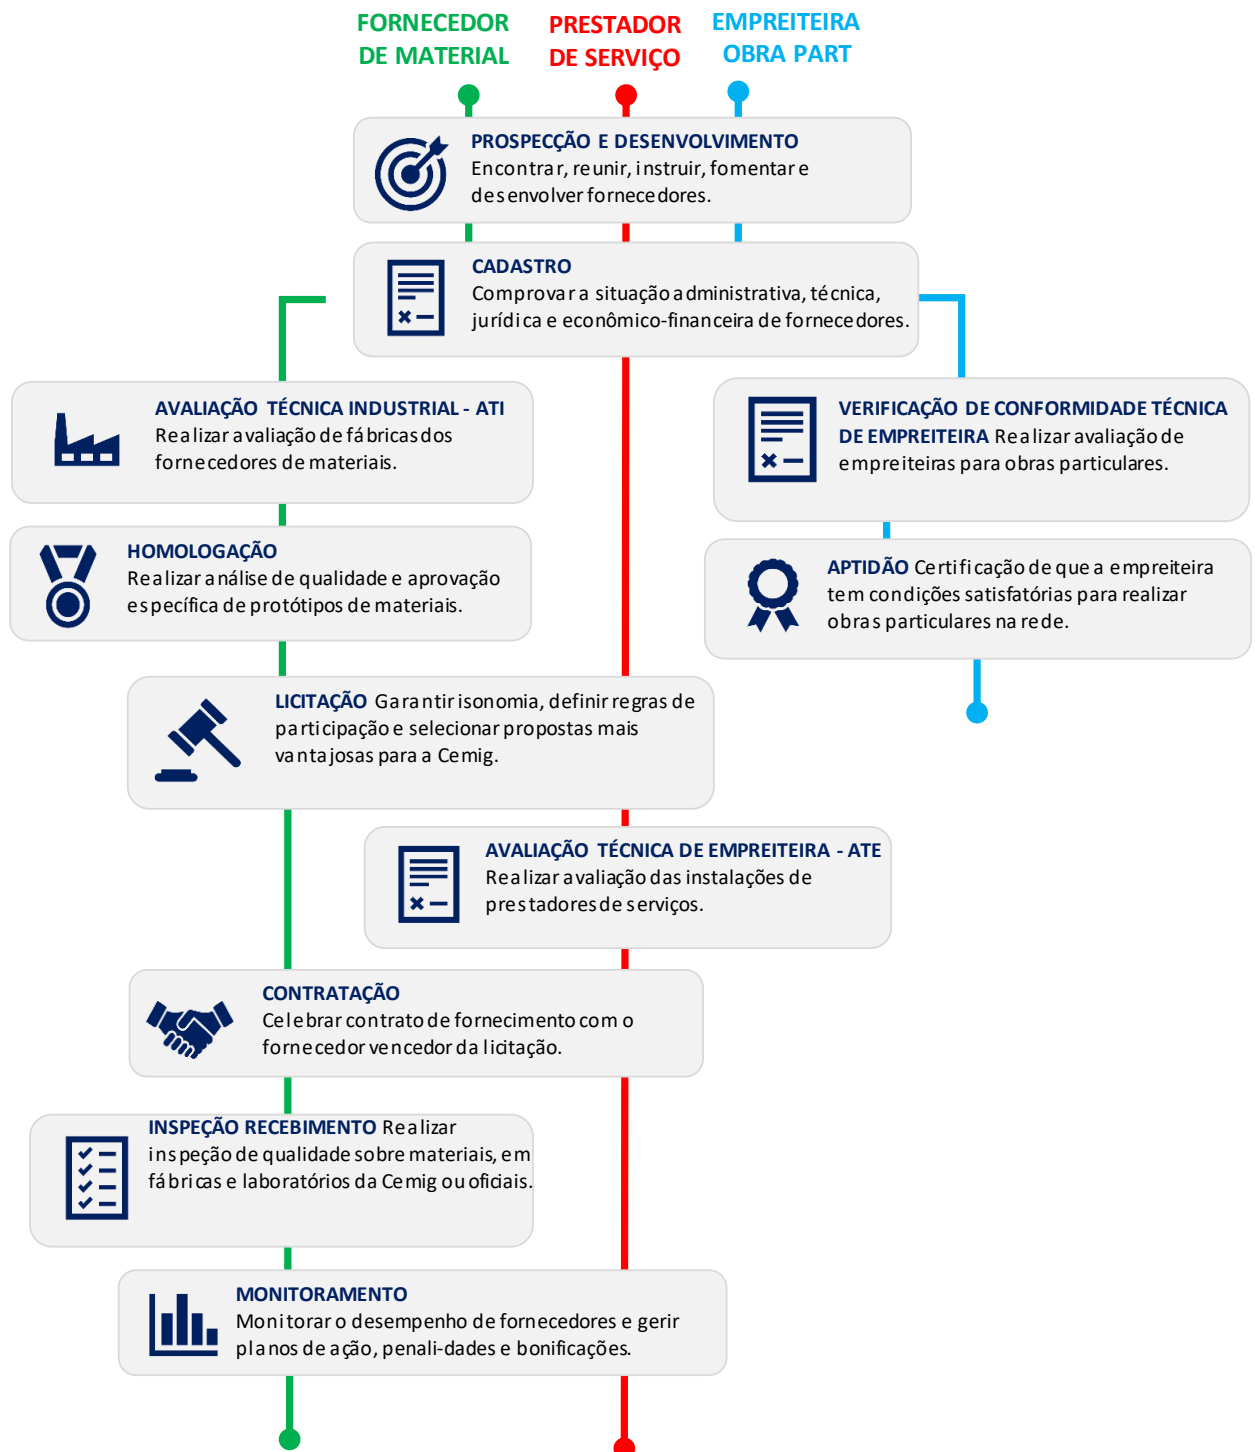 FORNECEDOR
DE MATERIAL
PRESTADOR
DE SERVIÇO
EMPREITEIRA
OBRA PART
PROSPECÇÃO E DESENVOLVIMENTO
Encontrar, reunir, instruir, fomentar e
desenvolver fornecedores.
CADASTRO
Comprovar a situação administrativa, técnica,
jurídica e econômico-financeira de fornecedores.
AVALIAÇÃO TÉCNICA INDUSTRIAL - ATI
Realizar avaliação de fábricas dos
fornecedores de materiais.
VERIFICAÇÃO DE CONFORMIDADE TÉCNICA
DE EMPREITEIRA Realizar avaliação de
empreiteiras para obras particulares.
HOMOLOGAÇÃO
Realizar análise de qualidade e aprovação
específica de protótipos de materiais.
APTIDÃO Certificação de que a empreiteira
tem condições satisfatórias para realizar
obras particulares na rede.
LICITAÇÃO Garantir isonomia, definir regras de
participação e selecionar propostas mais
vantajosas para a Cemig.
AVALIAÇÃO TÉCNICA DE EMPREITEIRA - ATE
Realizar avaliação das instalações de
prestadores de serviços.
CONTRATAÇÃO
Celebrar contrato de fornecimento com o
fornecedor vencedor da licitação.
INSPEÇÃO RECEBIMENTO Realizar
inspeção de qualidade sobre materiais, em
fábricas e laboratórios da Cemig ou oficiais.
MONITORAMENTO
Monitorar o desempenho de fornecedores e gerir
planos de ação, penali-dades e bonificações.